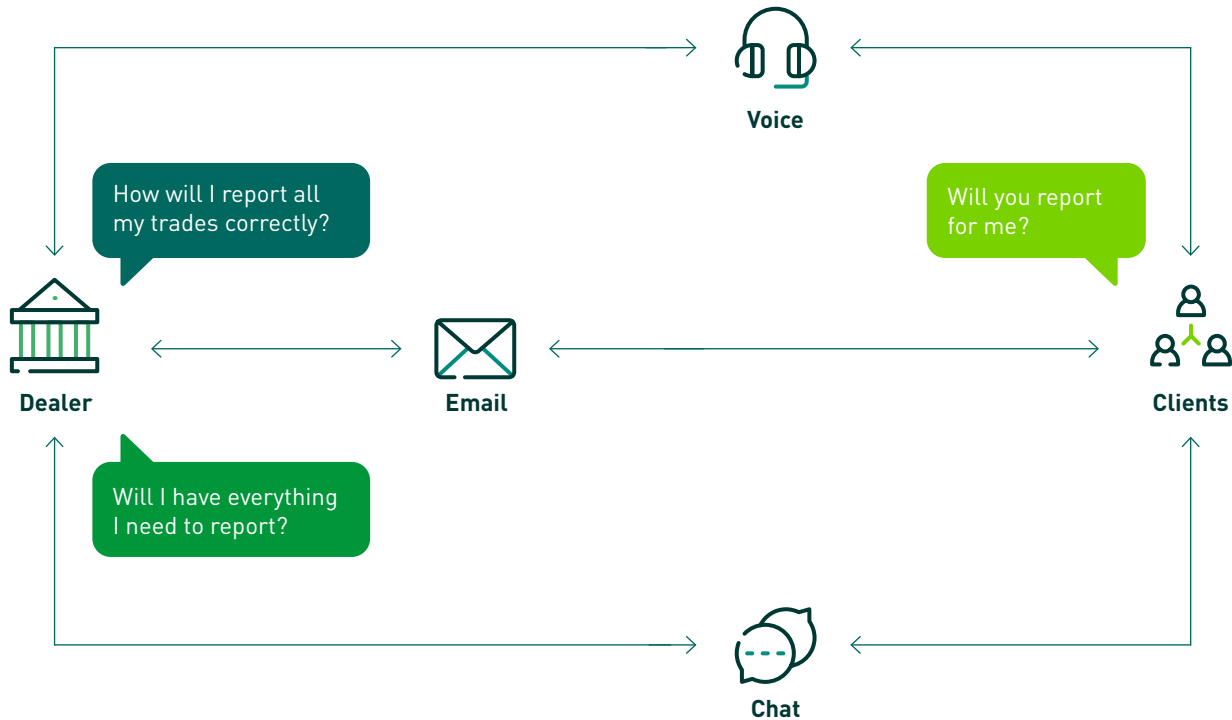 Voice
How will I report all
my trades correctly?
Will you report
for me?
Dealer
Email
Clients
Will I have everything
I need to report?
Chat